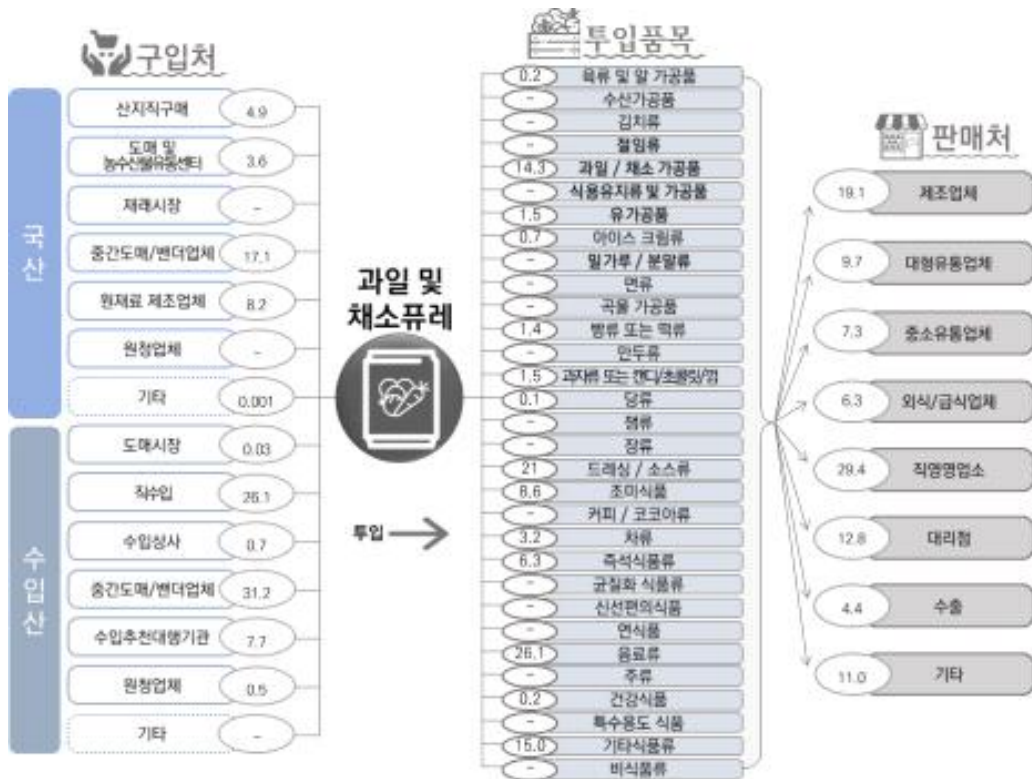 구입처
국산
산지직구매 4.9
도매 및
농수산물유통센터 3.6
재래시장 -
중간도매/밴더업체 17.1
원재료 제조업체 8.2
원청업체 -
기타 0.001
수입산
도매시장 0.03
직수입 26.1
수입상사 0.7
중간도매/밴더업체 31.2
수입추천대행기관 7.7
원청업체 0.5
기타 -
과일 및
채소퓨레
투입
투입품목
0.2 육류 및 알 가공품
- 수산가공품
- 김치류
- 절임류
14.3 과일 / 채소 가공품
- 식용유지류 및 가공품
1.5 유가공품
0.7 아이스 크림류
- 밀가루 / 분말류
- 면류
- 곡물 가공품
1.4 빵류 또는 떡류
- 만두류
1.5 과자류 또는 캔디/초콜릿/껌
0.1 당류
- 잼류
- 장류
21 드레싱 / 소스류
8.6 조미식품
- 커피 / 코코아류
3.2 차류
6.3 즉석식품류
- 균질화 식품류
- 신선편의식품
- 연식품
26.1 음료류
- 주류
0.2 건강식품
- 특수용도 식품
15.0 기타식품류
- 비식품류
판매처
19.1 제조업체
9.7 대형유통업체
7.3 중소유통업체
6.3 외식/급식업체
29.4 직영영업소
12.8 대리점
4.4 수출
11.0 기타